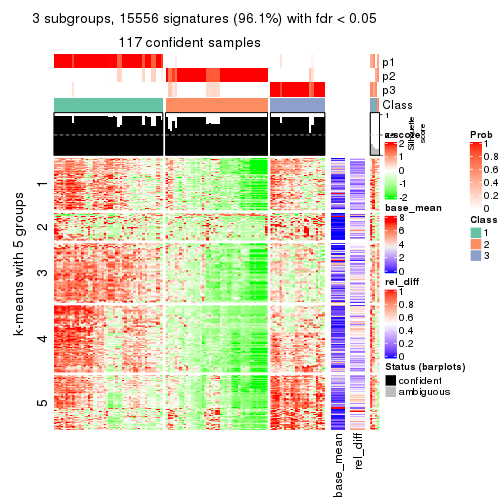 3 subgroups, 15556 signatures (96.1%) with fdr < 0.05
117 confident samples
p1
p2
p3
Class
1
Silhouette
score
z-score
2
1
0
-1
-2
Prob
1
0.8
0.6
0.4
0.2
0
base_mean
8
6
4
2
0
Class
1
2
3
rel_diff
1
0.8
0.6
0.4
0.2
0
Status (barplots)
confident
ambiguous
k-means with 5 groups
1
2
3
4
5
base_mean
rel_diff